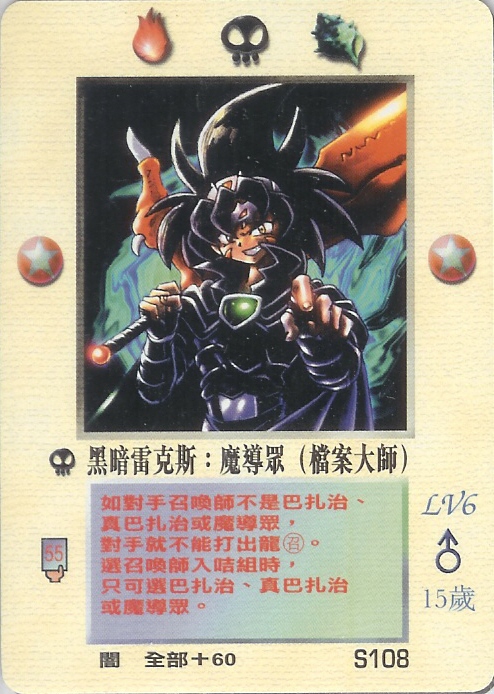 黑暗雷克斯：魔導眾（檔案大師）
如對手召喚師不是巴扎治、
真巴扎治或魔導眾，
對手就不能打出龍㊣。
選召喚師入咭組時，
只可選巴扎治、真巴扎治
或魔導眾。
55
LV6
♂
15歲
闇　全部＋60
S108